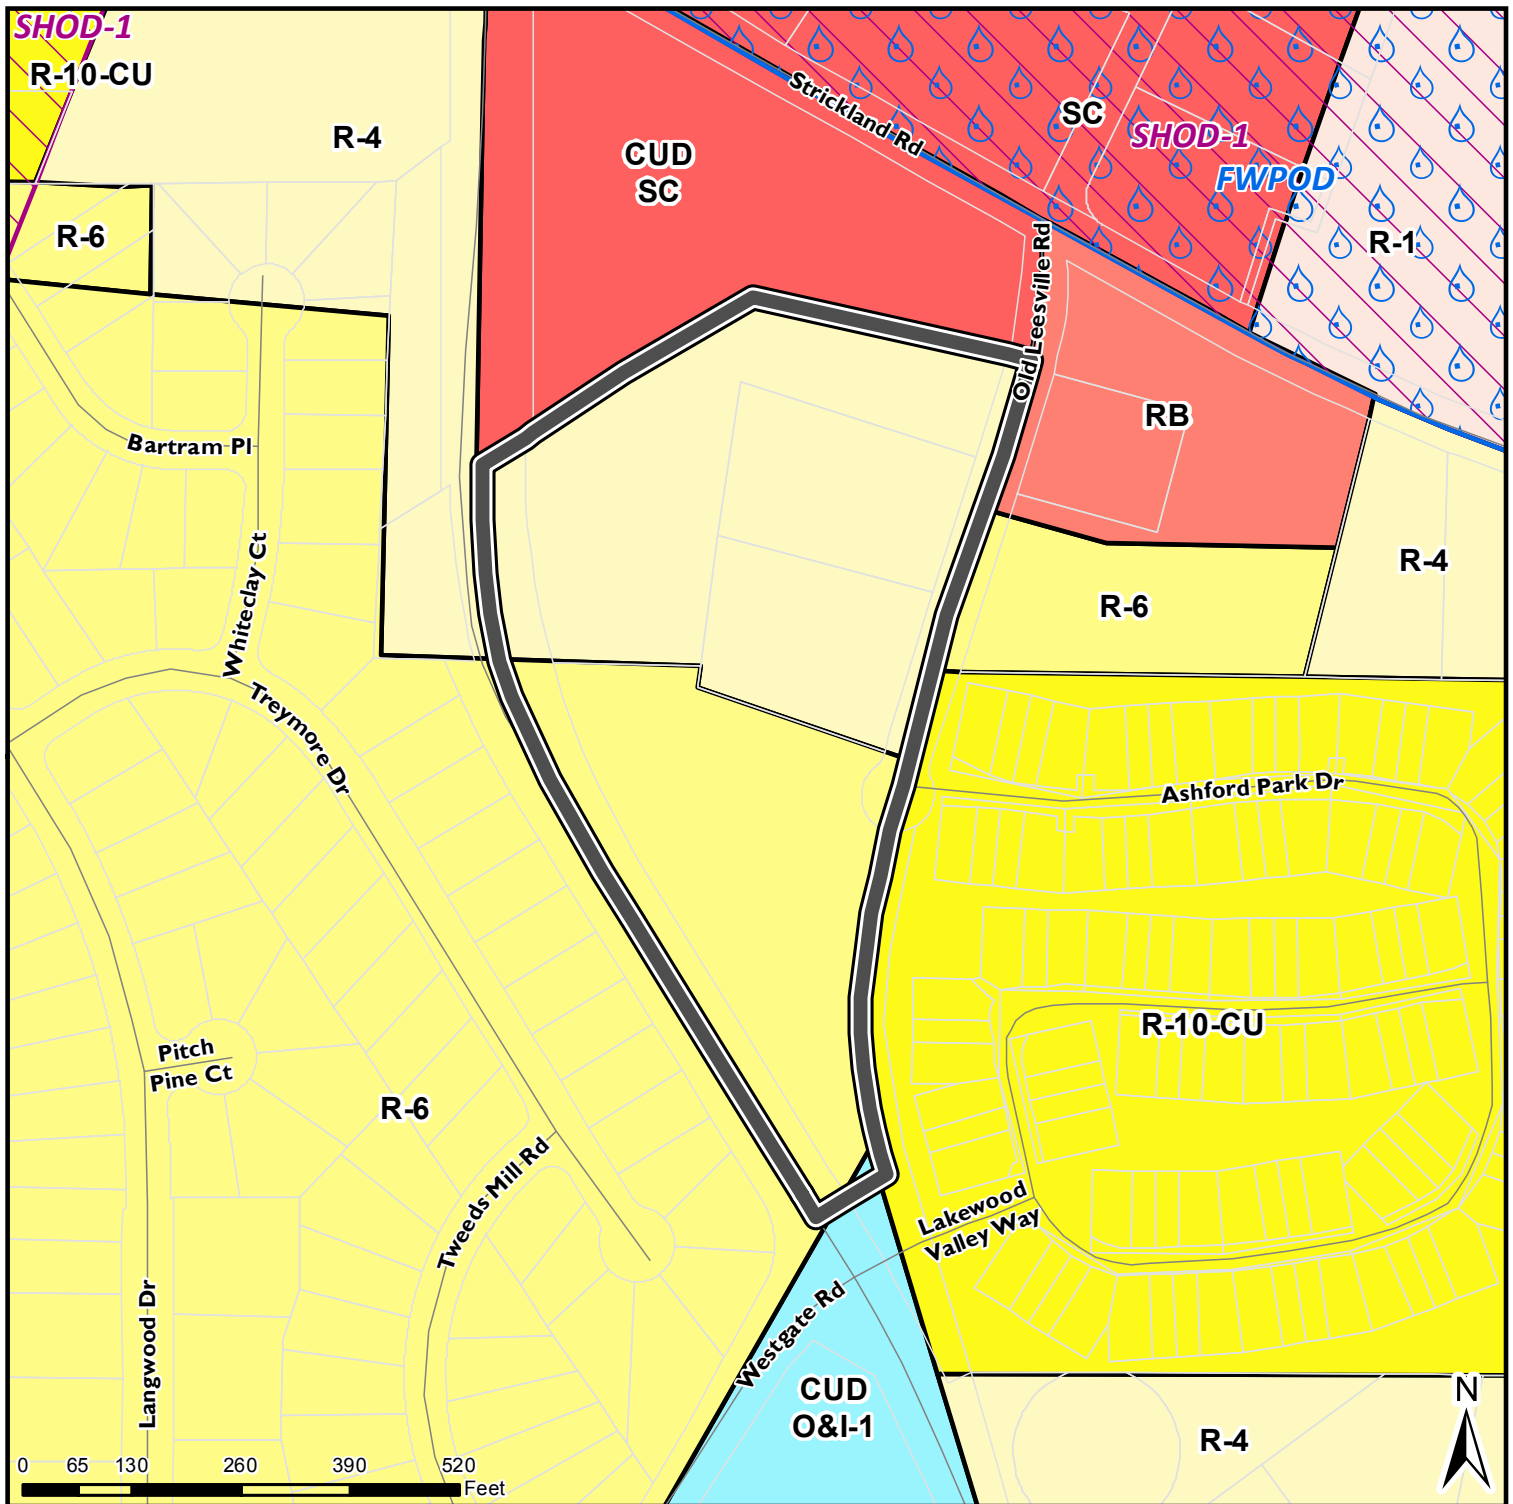 SHOD-1
R-10-CU
R-4
CUD
SC
Strickland Rd
SC
SHOD-1
FWPOD
R-6
R-1
Old Leesville Rd
RB
Bartram Pl
R-4
Whiteclay Ct
R-6
Treymore Dr
Ashford Park Dr
R-10-CU
Pitch
Pine Ct
R-6
Tweeds Mill Rd
Lakewood
Valley Way
Langwood Dr
Westgate Rd
CUD
O&I-1
R-4
N
0 65 130 260 390 520
Feet